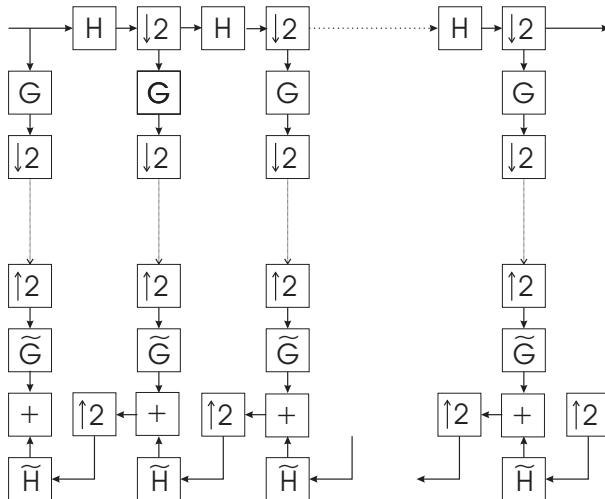 H ↓2 H ↓2 H ↓2
G G G G
↓2 ↓2 ↓2 ↓2
↑2 ↑2 ↑2 ↑2
G̃ G̃ G̃ G̃
+ ↑2 + ↑2 + ↑2 + ↑2
H̃ H̃ H̃ H̃